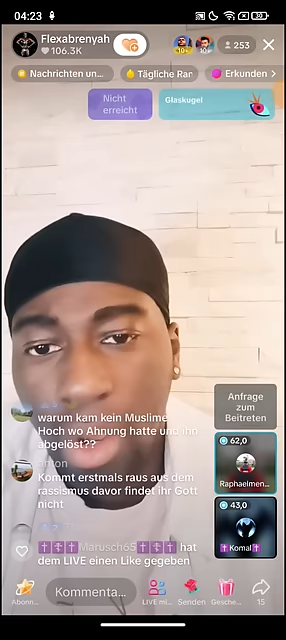 04:23
30
Flexabrenyah
106.3K
10+
253
Nachrichten un...
Tägliche Ran
Erkunden >
Nicht
erreicht
Glaskugel
Anfrage
zum
Beitreten
warum kam kein Muslime
Hoch wo Ahnung hatte und ihn
abgelöst??
Kommt erstmals raus aus dem
rassismus davor findet ihr Gott
nicht
62,0
Raphaelmen...
43,0
Komal
Marusch65 hat
dem LIVE einen Like gegeben
Abonn...
Kommenta...
LIVE mi...
Senden
Gesche...
15